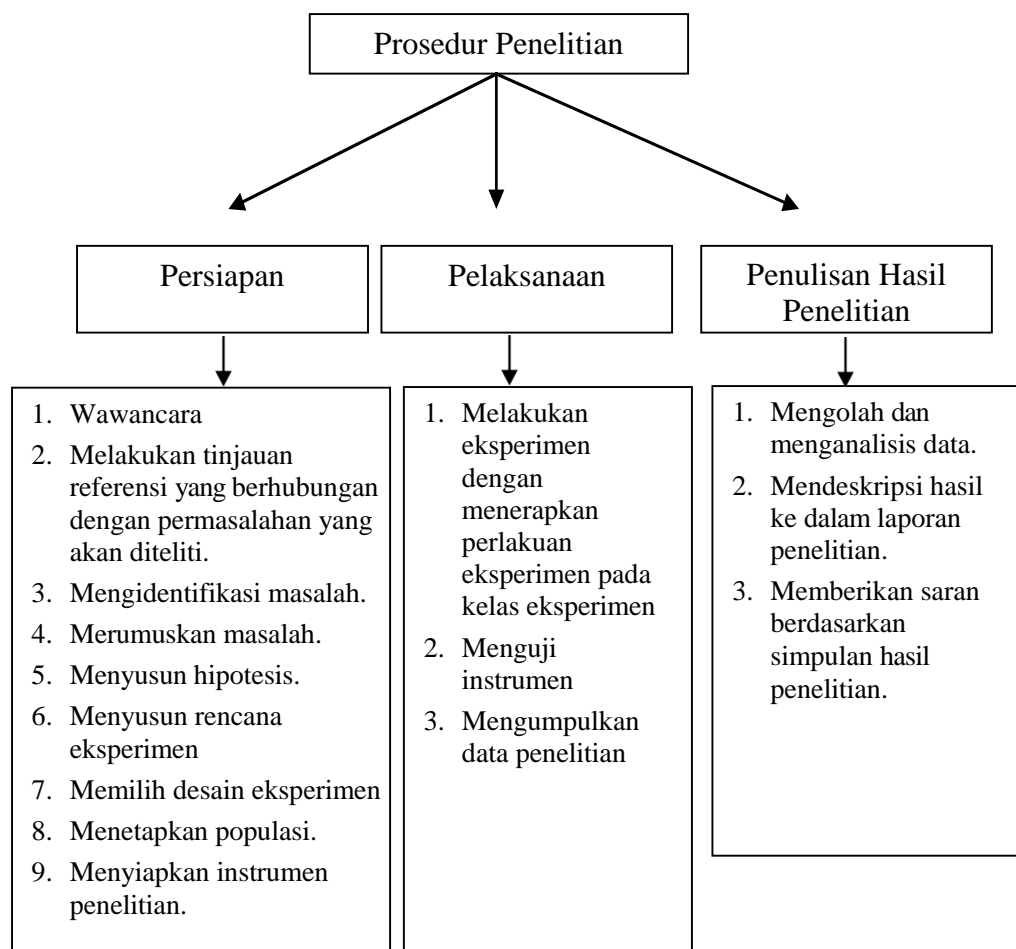 Prosedur Penelitian
Persiapan
Pelaksanaan
Penulisan Hasil
Penelitian
1. Wawancara
2. Melakukan tinjauan
referensi yang berhubungan
dengan permasalahan yang
akan diteliti.
3. Mengidentifikasi masalah.
4. Merumuskan masalah.
5. Menyusun hipotesis.
6. Menyusun rencana
eksperimen
7. Memilih desain eksperimen
8. Menetapkan populasi.
9. Menyiapkan instrumen
penelitian.
1. Melakukan
eksperimen
dengan
menerapkan
perlakuan
eksperimen pada
kelas eksperimen
2. Menguji
instrumen
3. Mengumpulkan
data penelitian
1. Mengolah dan
menganalisis data.
2. Mendeskripsi hasil
ke dalam laporan
penelitian.
3. Memberikan saran
berdasarkan
simpulan hasil
penelitian.